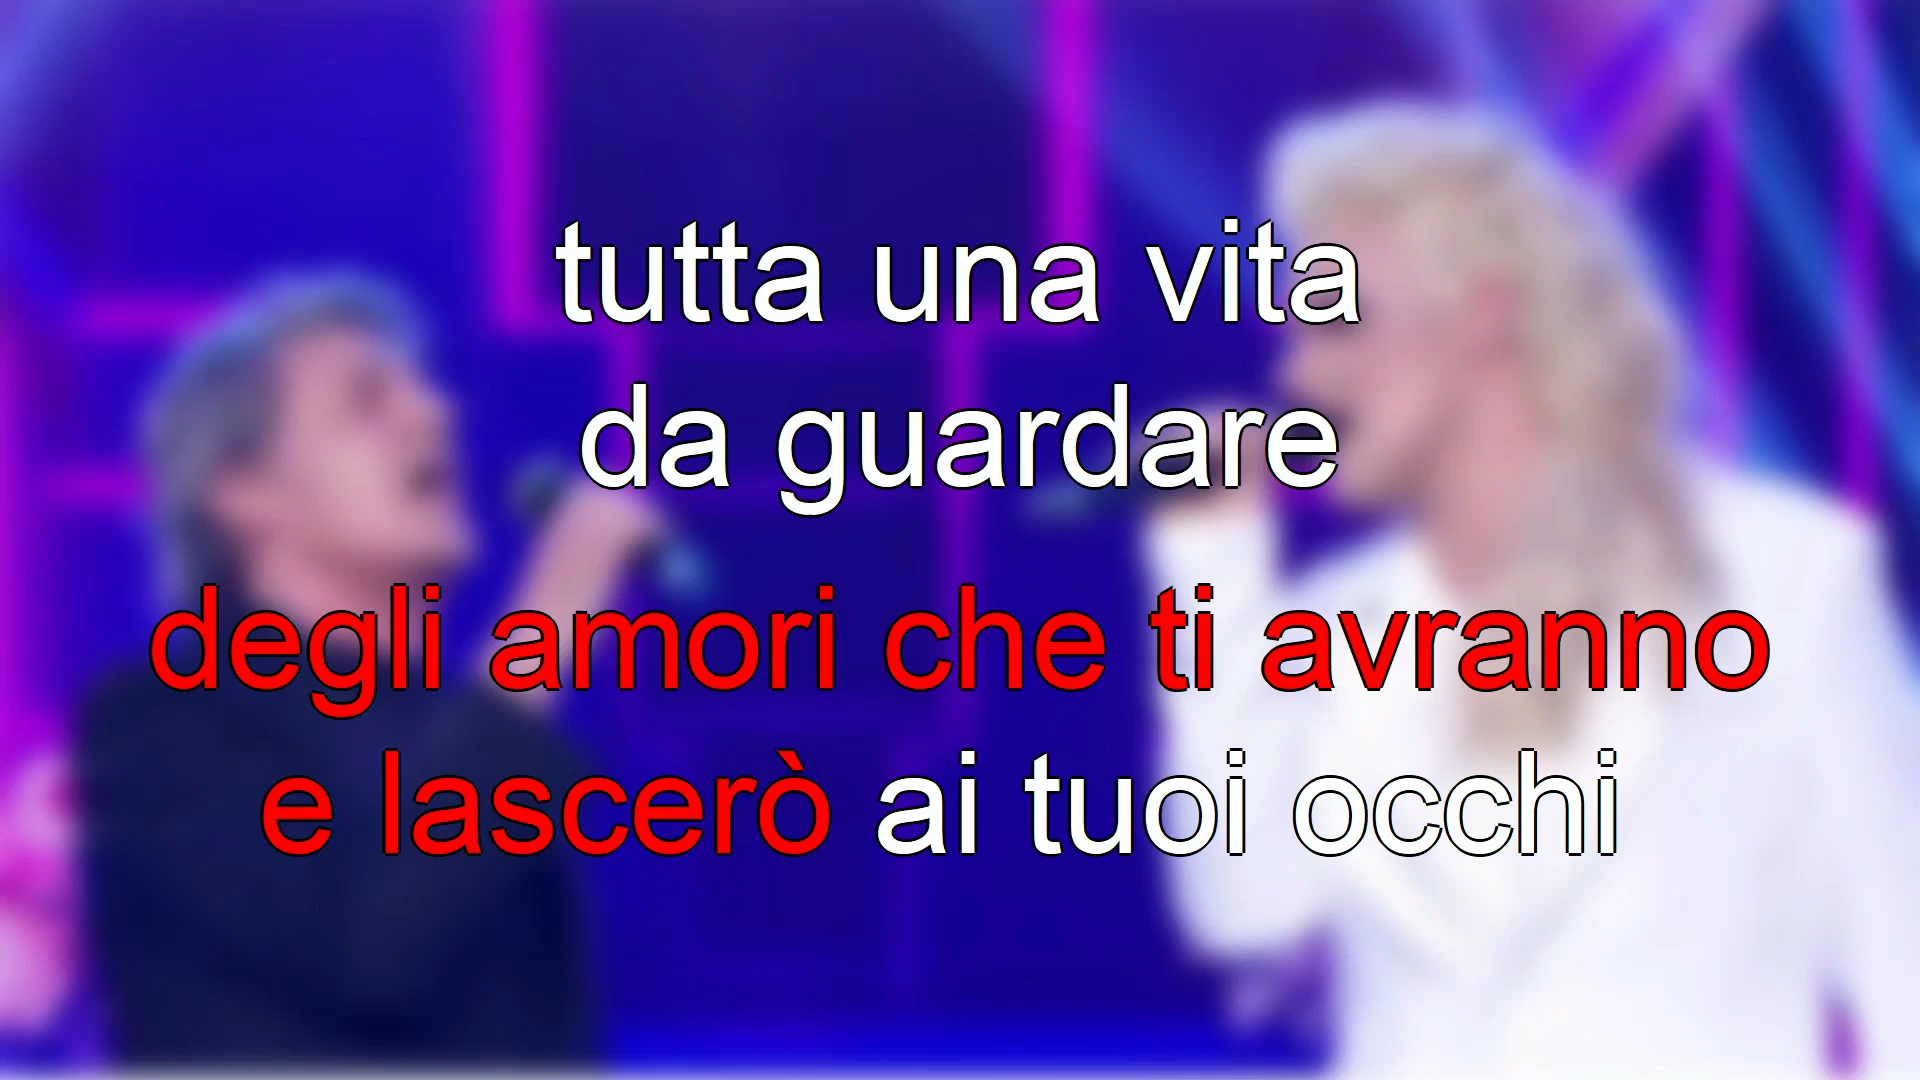 tutta una vita
da guardare
degli amori che ti avranno
e lascerò ai tuoi occhi